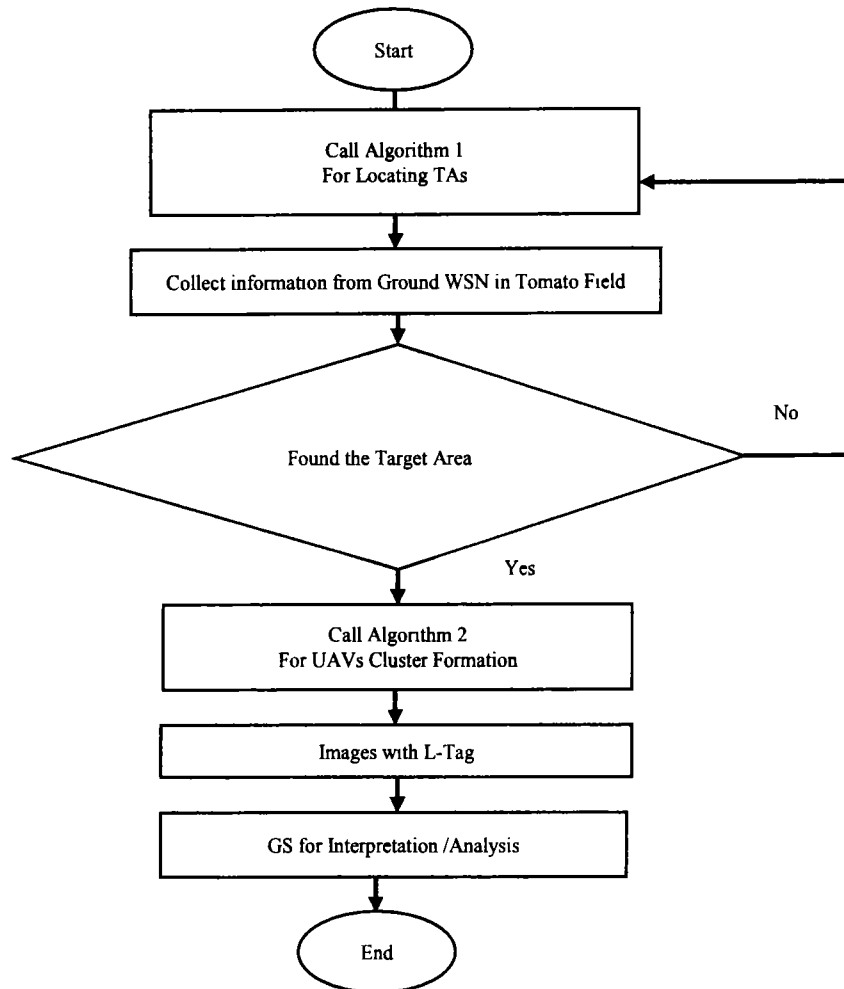 Start
Call Algorithm 1
For Locating TAs
Collect information from Ground WSN in Tomato Field
No
Found the Target Area
Yes
Call Algorithm 2
For UAVs Cluster Formation
Images with L-Tag
GS for Interpretation /Analysis
End